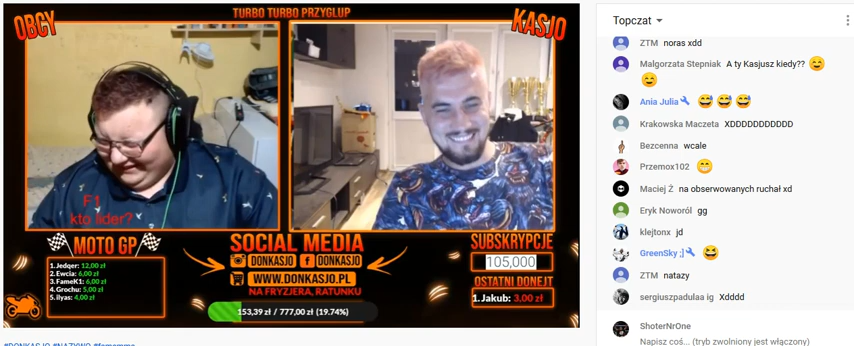 TURBO TURBO PRZYGLUP
OBCY
KASJO
F1
kto lider?
MOTO GP
1. Jedqer: 12,00 zł
2. Ewcia: 6,00 zł
3. FameK1: 6,00 zł
4. Grochu: 5,00 zł
5. ilyas: 4,00 zł
SOCIAL MEDIA
DONKASJO DONKASJO
WWW.DONKASJO.PL
NA FRYZJERA, RATUNKU
153,39 zł / 777,00 zł (19.74%)
SUBSKRYPCJE
105,000
OSTATNI DONEJT
1. Jakub: 3,00 zł
#DONKASJO #NAZYWO #famemma
Topczat
ZTM noras xdd
Malgorzata Stepniak A ty Kasjusz kiedy?? 😊
😊
Ania Julia 😅 😅 😅
Krakowska Maczeta XDDDDDDDDDDD
Bezcenna wcale
Przemox102 😁
Maciej Ż na obserwowanych ruchał xd
Eryk Noworól gg
klejtonx jd
GreenSky ;] 😆
ZTM natazy
sergiuszpadulaa ig Xdddd
ShoterNrOne
Napisz coś... (tryb zwolniony jest włączony)